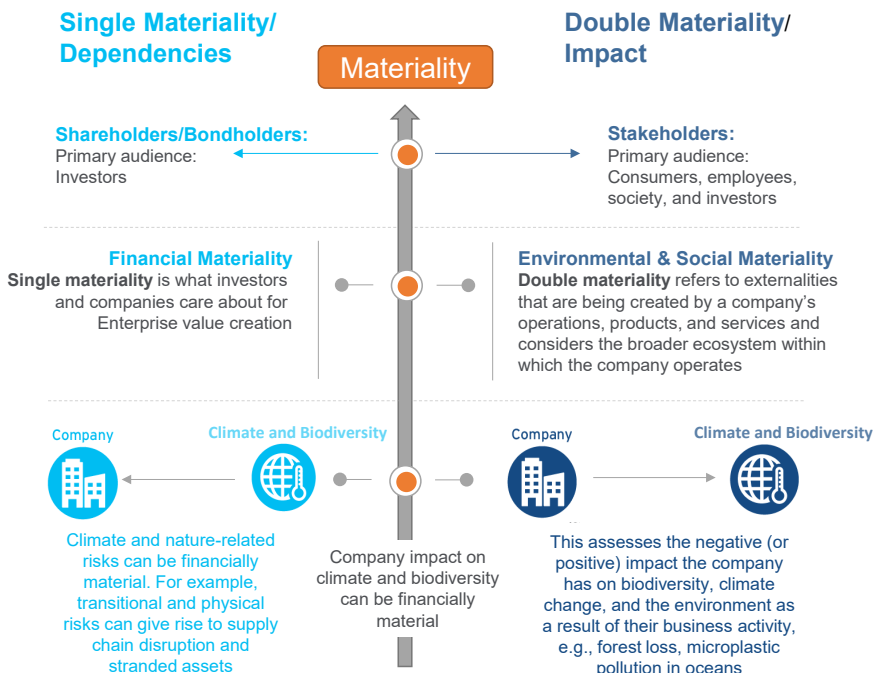 Single Materiality/
Dependencies
Materiality
Double Materiality/
Impact
Shareholders/Bondholders:
Primary audience:
Investors
Stakeholders:
Primary audience:
Consumers, employees,
society, and investors
Financial Materiality
Single materiality is what investors
and companies care about for
Enterprise value creation
Environmental & Social Materiality
Double materiality refers to externalities
that are being created by a company's
operations, products, and services and
considers the broader ecosystem within
which the company operates
Company
Climate and Biodiversity
Climate and nature-related
risks can be financially
material. For example,
transitional and physical
risks can give rise to supply
chain disruption and
stranded assets
Company impact on
climate and biodiversity
can be financially
material
Company
Climate and Biodiversity
This assesses the negative (or
positive) impact the company
has on biodiversity, climate
change, and the environment as
a result of their business activity,
e.g., forest loss, microplastic
pollution in oceans